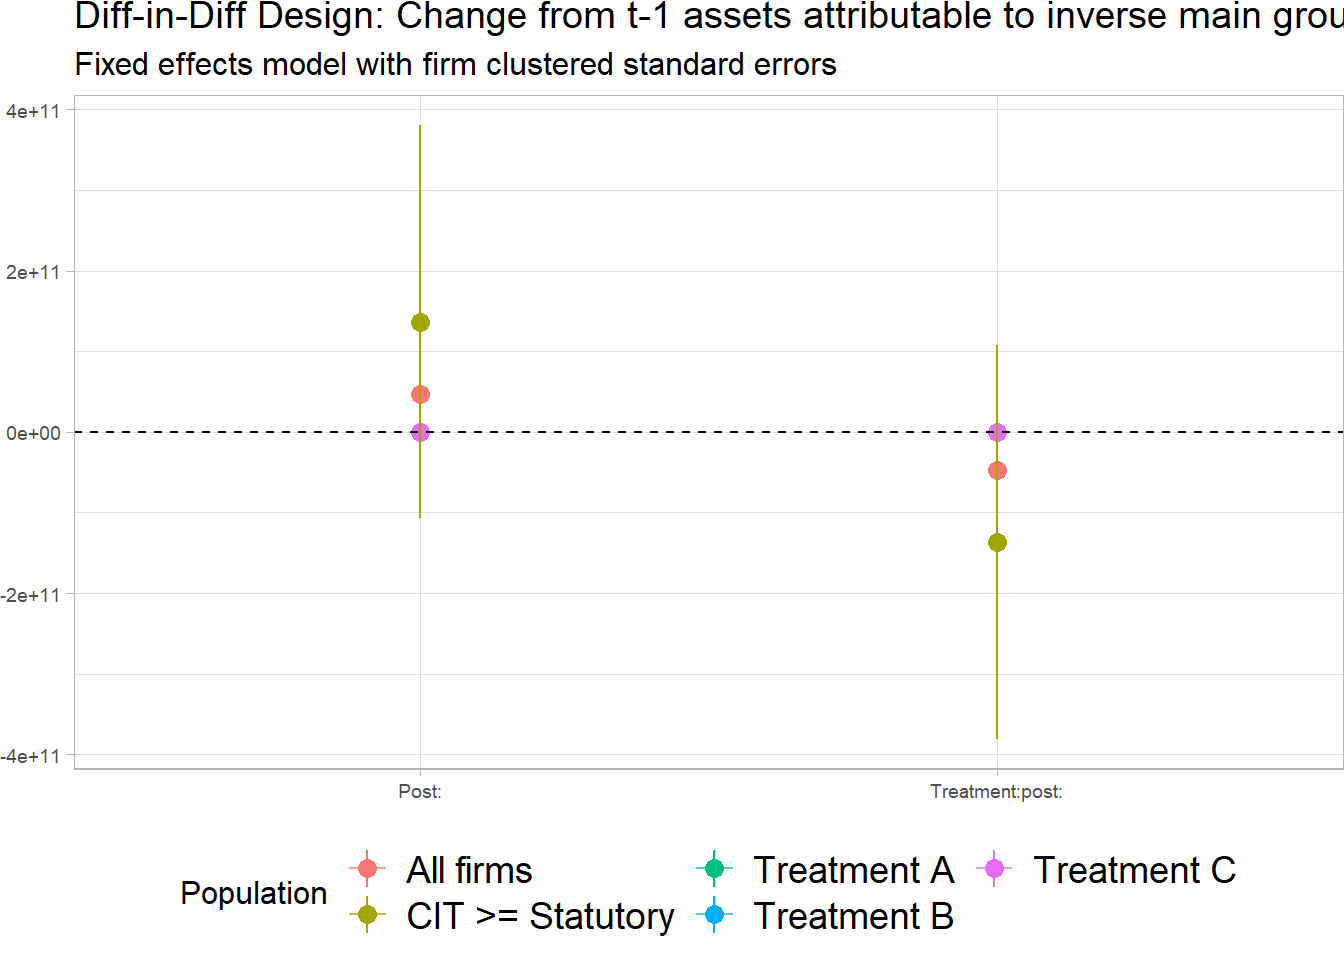 Diff-in-Diff Design: Change from t-1 assets attributable to inverse main grou
Fixed effects model with firm clustered standard errors
4e+11
2e+11
0e+00
-2e+11
-4e+11
Post:
Treatment:post:
Population
All firms
CIT >= Statutory
Treatment A
Treatment B
Treatment C